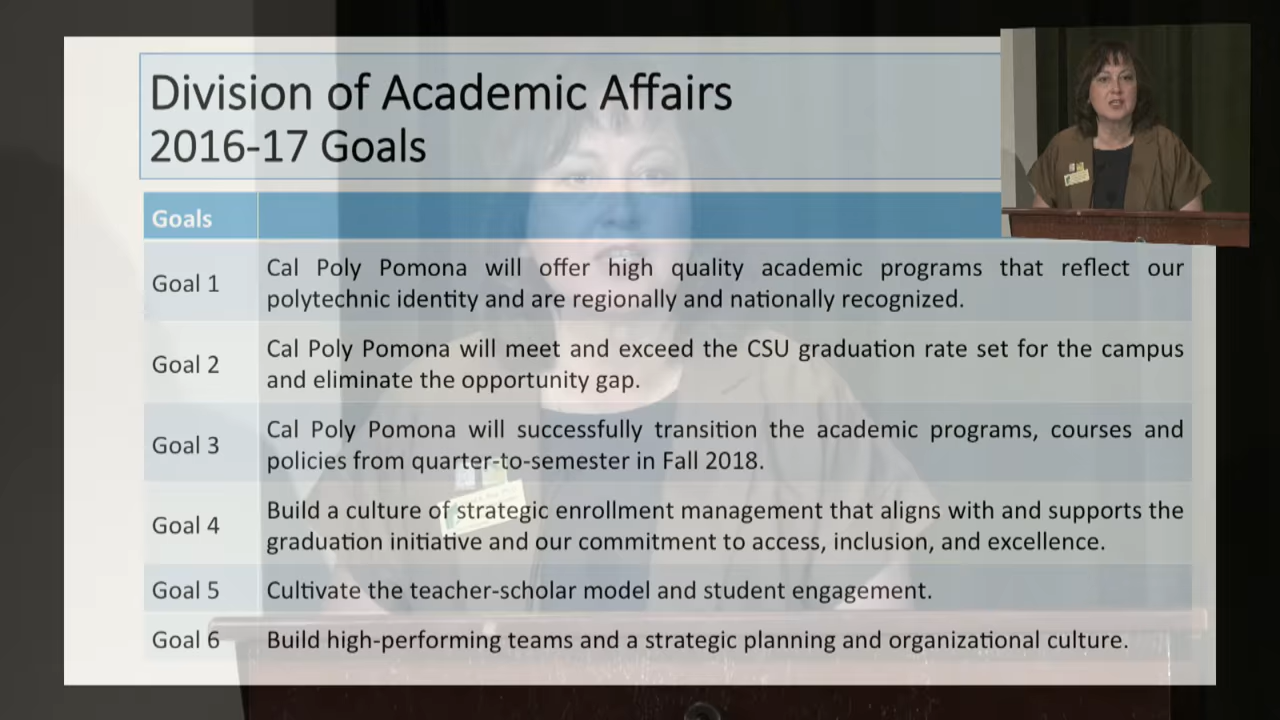 Division of Academic Affairs
2016-17 Goals
Goals
Goal 1
Cal Poly Pomona will offer high quality academic programs that reflect our
polytechnic identity and are regionally and nationally recognized.
Goal 2
Cal Poly Pomona will meet and exceed the CSU graduation rate set for the campus
and eliminate the opportunity gap.
Goal 3
Cal Poly Pomona will successfully transition the academic programs, courses and
policies from quarter-to-semester in Fall 2018.
Goal 4
Build a culture of strategic enrollment management that aligns with and supports the
graduation initiative and our commitment to access, inclusion, and excellence.
Goal 5
Cultivate the teacher-scholar model and student engagement.
Goal 6
Build high-performing teams and a strategic planning and organizational culture.